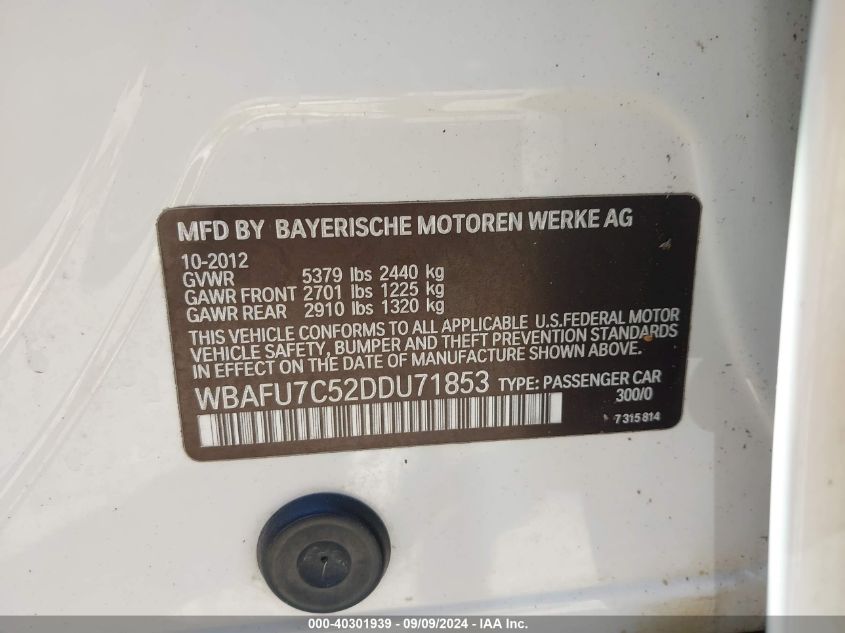 MFD BY BAYERISCHE MOTOREN WERKE AG
10-2012
GVWR 5379 lbs 2440 kg
GAWR FRONT 2701 lbs 1225 kg
GAWR REAR 2910 lbs 1320 kg
THIS VEHICLE CONFORMS TO ALL APPLICABLE U.S.FEDERAL MOTOR
VEHICLE SAFETY, BUMPER AND THEFT PREVENTION STANDARDS
IN EFFECT ON THE DATE OF MANUFACTURE SHOWN ABOVE.
WBAFU7C52DDU71853 TYPE: PASSENGER CAR
300/0
7315814
000-40301939 - 09/09/2024 - IAA Inc.